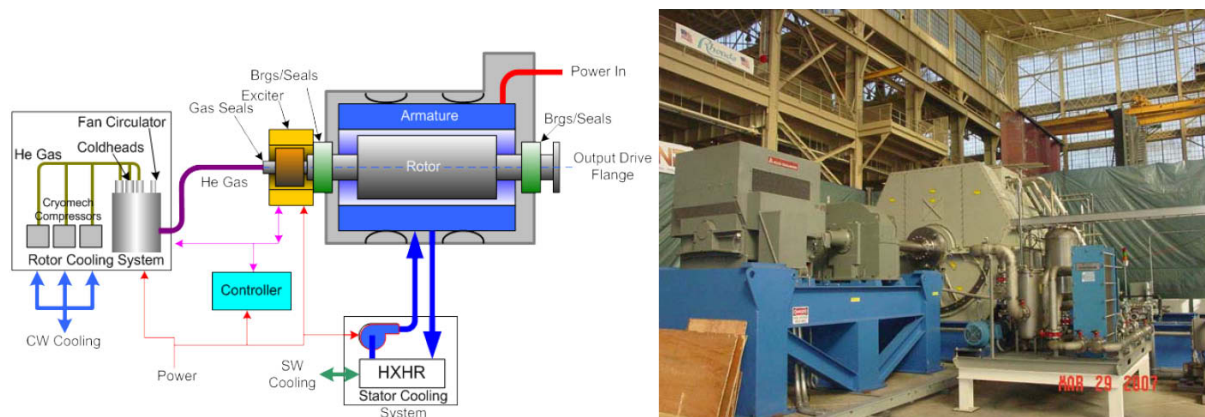 Brgs/Seals
Exciter
Gas Seals
Fan Circulator
Coldheads
He Gas
Cryomech
Compressors
Rotor Cooling System
He Gas
CW Cooling
Power
Controller
Armature
Rotor
Power In
Brgs/Seals
Output Drive
Flange
SW
Cooling
HXHR
Stator Cooling
System
MAR 29 2007